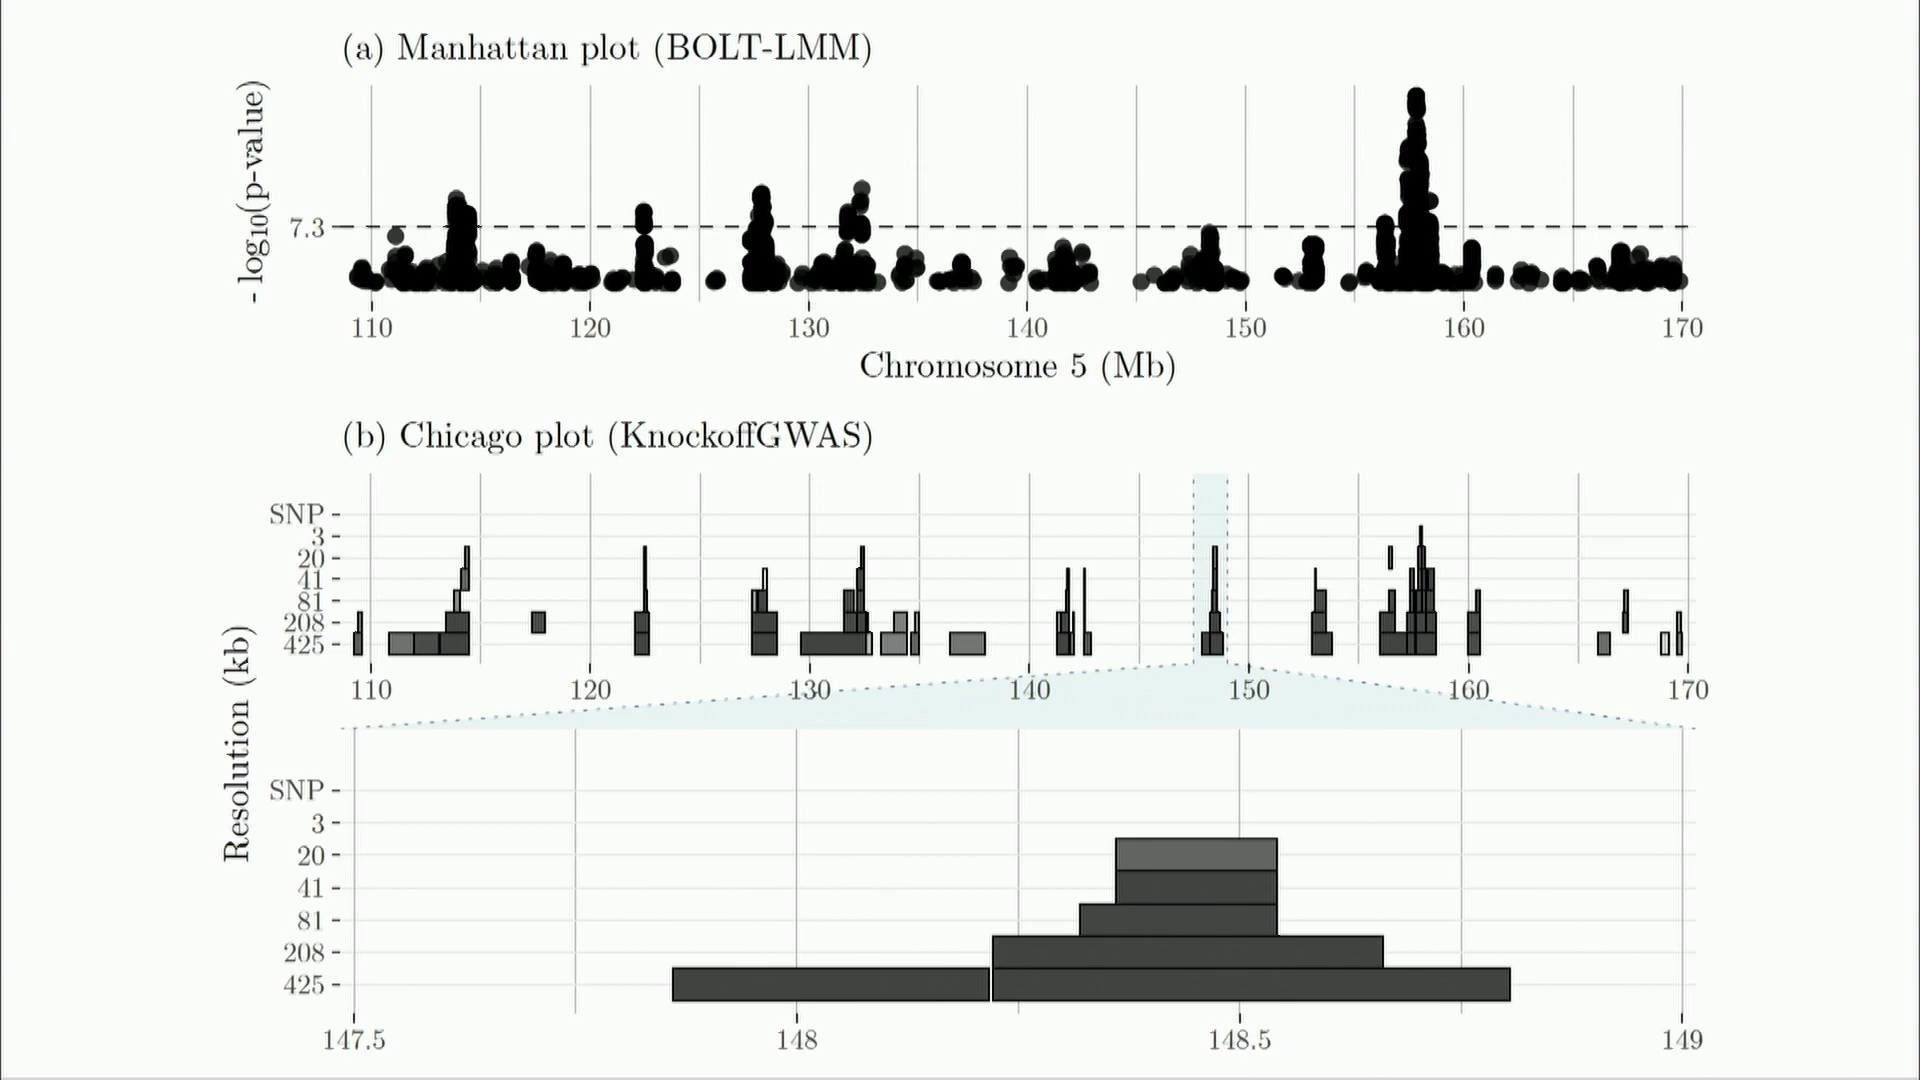 (a) Manhattan plot (BOLT-LMM)
- log10(p-value)
7.3
110 120 130 140 150 160 170
Chromosome 5 (Mb)
(b) Chicago plot (KnockoffGWAS)
Resolution (kb)
SNP
3
20
41
81
208
425
110 120 130 140 150 160 170
SNP
3
20
41
81
208
425
147.5 148 148.5 149